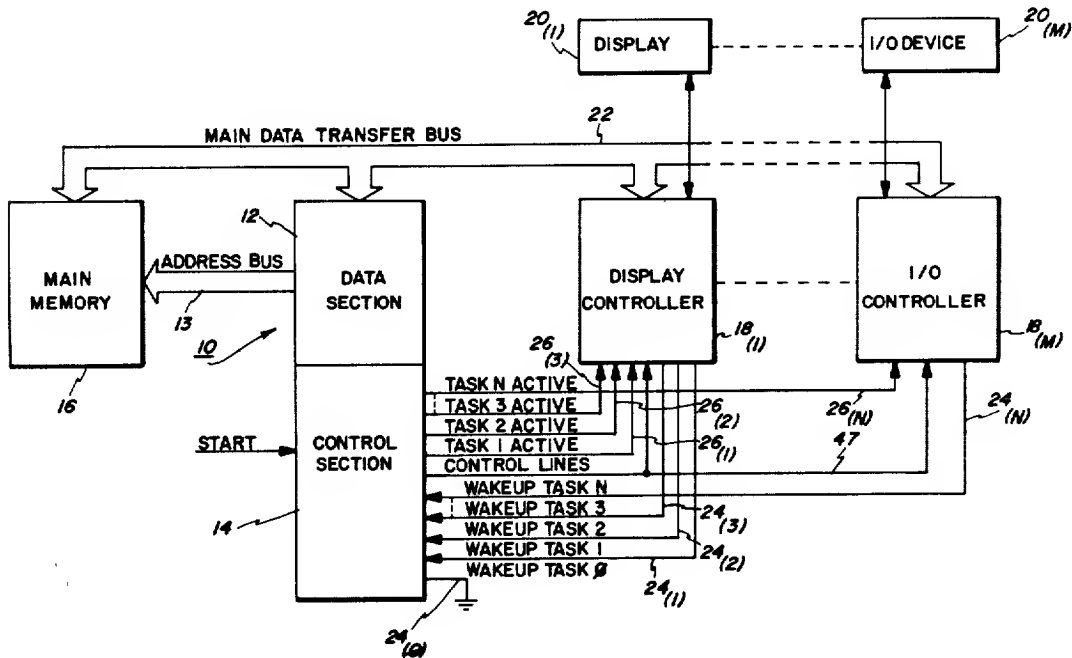 20 (1)
DISPLAY
I/O DEVICE
20 (M)
MAIN DATA TRANSFER BUS
22
12
MAIN
MEMORY
ADDRESS BUS
13
DATA
SECTION
DISPLAY
CONTROLLER
I/O
CONTROLLER
10
18 (1)
18 (M)
16
26 (3)
TASK N ACTIVE
TASK 3 ACTIVE
TASK 2 ACTIVE
TASK 1 ACTIVE
CONTROL LINES
26 (2)
26 (1)
26 (N)
24 (N)
47
START
CONTROL
SECTION
14
WAKEUP TASK N
WAKEUP TASK 3
WAKEUP TASK 2
WAKEUP TASK 1
WAKEUP TASK Ø
24 (3)
24 (2)
24 (1)
24 (0)